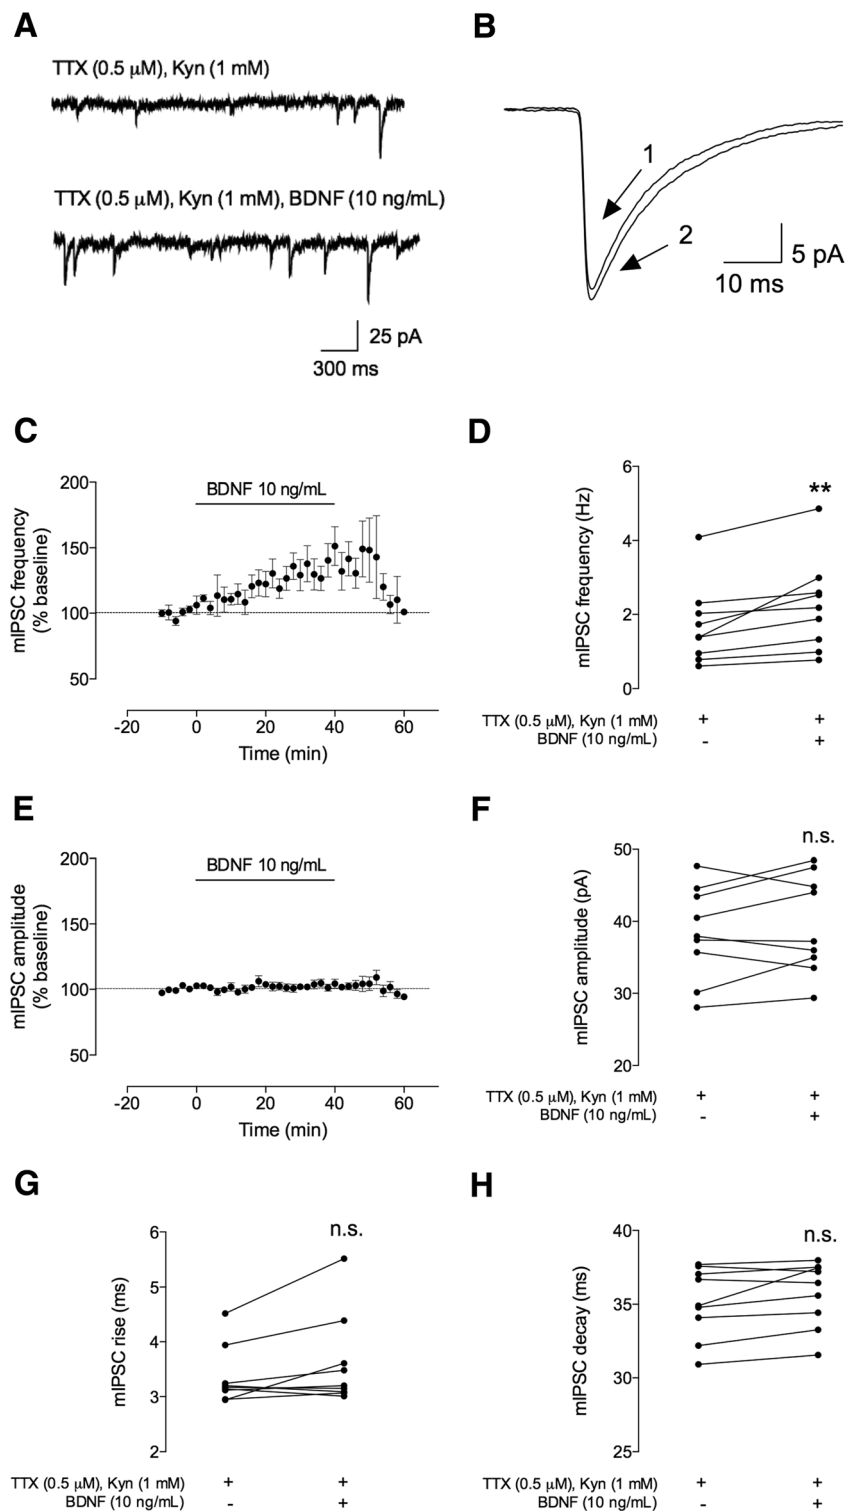 A
B
TTX (0.5 μM), Kyn (1 mM)
TTX (0.5 μM), Kyn (1 mM), BDNF (10 ng/mL)
25 pA
300 ms
1
2
5 pA
10 ms
C
D
mIPSC frequency
(% baseline)
200
150
100
50
BDNF 10 ng/mL
-20 0 20 40 60
Time (min)
mIPSC frequency (Hz)
6
4
2
0
**
TTX (0.5 μM), Kyn (1 mM) + +
BDNF (10 ng/mL) - +
E
F
mIPSC amplitude
(% baseline)
200
150
100
50
BDNF 10 ng/mL
-20 0 20 40 60
Time (min)
mIPSC amplitude (pA)
50
40
30
20
n.s.
TTX (0.5 μM), Kyn (1 mM) + +
BDNF (10 ng/mL) - +
G
H
mIPSC rise (ms)
6
5
4
3
2
n.s.
TTX (0.5 μM), Kyn (1 mM) + +
BDNF (10 ng/mL) - +
mIPSC decay (ms)
40
35
30
25
n.s.
TTX (0.5 μM), Kyn (1 mM) + +
BDNF (10 ng/mL) - +